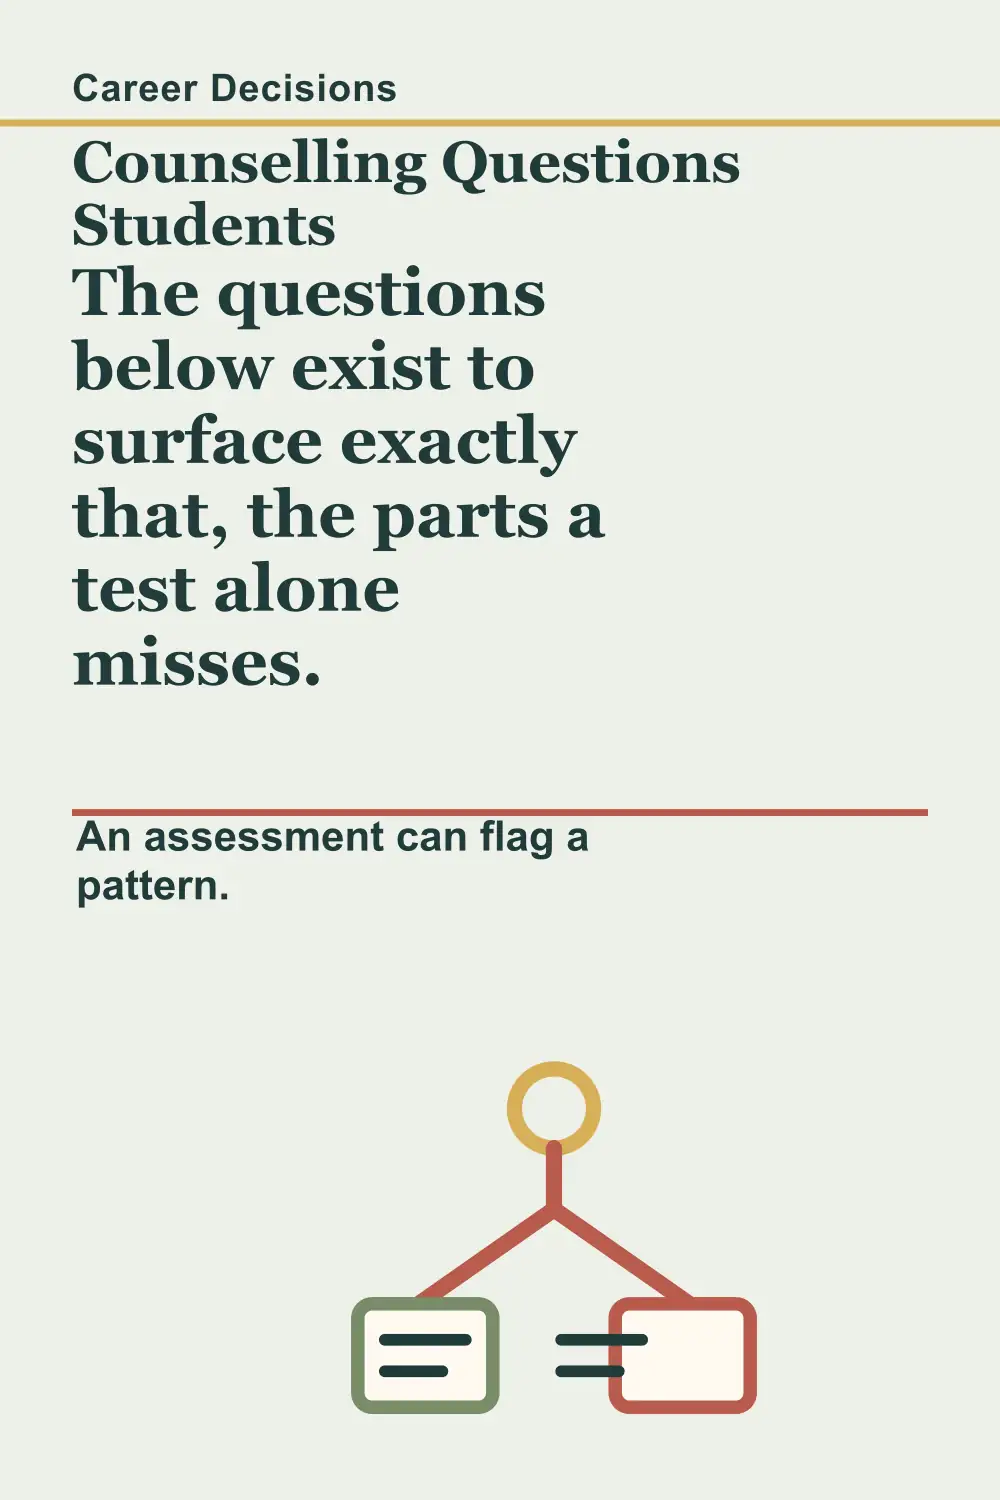 Career Decisions
Counselling Questions
Students
The questions
below exist to
surface exactly
that, the parts a
test alone
misses.
An assessment can flag a
pattern.